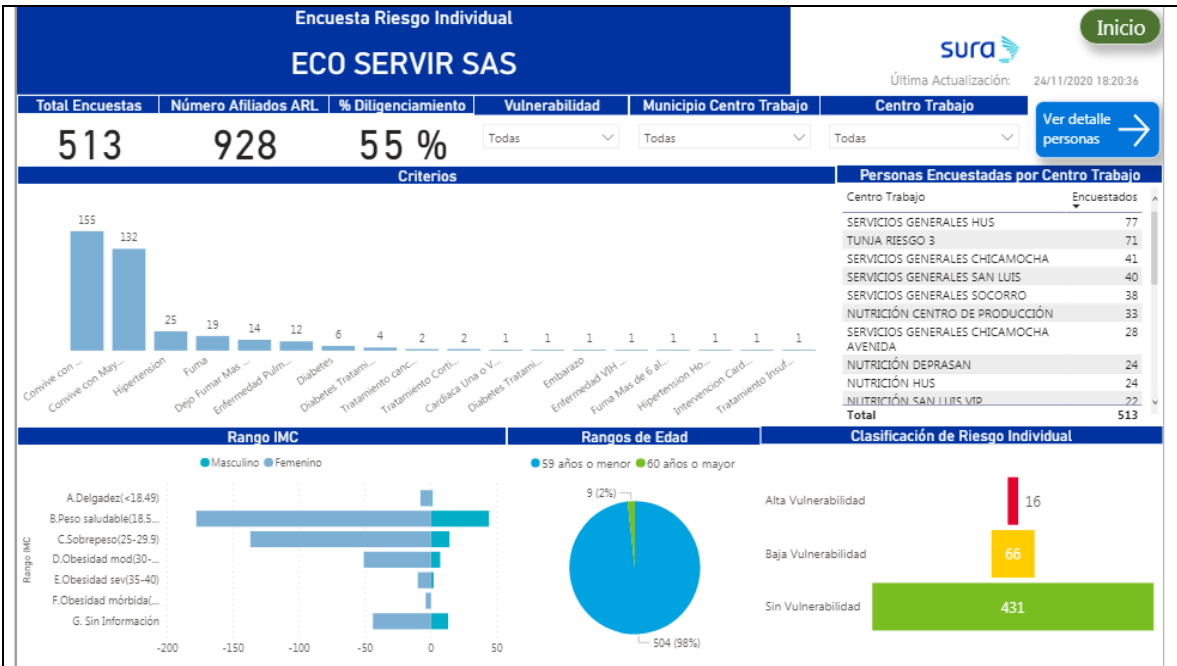 Encuesta Riesgo Individual
ECO SERVIR SAS
Inicio
sura
Última Actualización: 24/11/2020 18:20:36
Total Encuestas
513
Número Afiliados ARL
928
% Diligenciamiento
55 %
Vulnerabilidad
Todas
Municipio Centro Trabajo
Todas
Centro Trabajo
Todas
Ver detalle
personas
Criterios
155
132
25
19
14
12
6
4
2
2
1
1
1
1
1
1
1
1
Convive con ...
Convive con May...
Hipertension
Fuma
Dejo Fumar Mas ...
Enfermedad Pulm...
Diabetes
Diabetes Tratami...
Tratamiento canc...
Tratamiento Corti...
Cardiaca Una o V...
Diabetes Tratami...
Embarazo
Enfermedad VIH ...
Fuma Mas de 6 al...
Hipertension Ho...
Intervencion Card...
Tratamiento Insuf...
Personas Encuestadas por Centro Trabajo
Centro Trabajo Encuestados
SERVICIOS GENERALES HUS 77
TUNJA RIESGO 3 71
SERVICIOS GENERALES CHICAMOCHA 41
SERVICIOS GENERALES SAN LUIS 40
SERVICIOS GENERALES SOCORRO 38
NUTRICIÓN CENTRO DE PRODUCCIÓN 33
SERVICIOS GENERALES CHICAMOCHA 28
AVENIDA
NUTRICIÓN DEPRASAN 24
NUTRICIÓN HUS 24
NUTRICIÓN SAN LUIS VIP 22
Total 513
Rango IMC
Masculino Femenino
Rango IMC
A.Delgadez(<18.49)
B.Peso saludable(18.5...
C.Sobrepeso(25-29.9)
D.Obesidad mod(30-...
E.Obesidad sev(35-40)
F.Obesidad mórbida(...
G. Sin Información
-200 -150 -100 -50 0 50
Rangos de Edad
59 años o menor 60 años o mayor
9 (2%)
504 (98%)
Clasificación de Riesgo Individual
Alta Vulnerabilidad 16
Baja Vulnerabilidad 66
Sin Vulnerabilidad 431